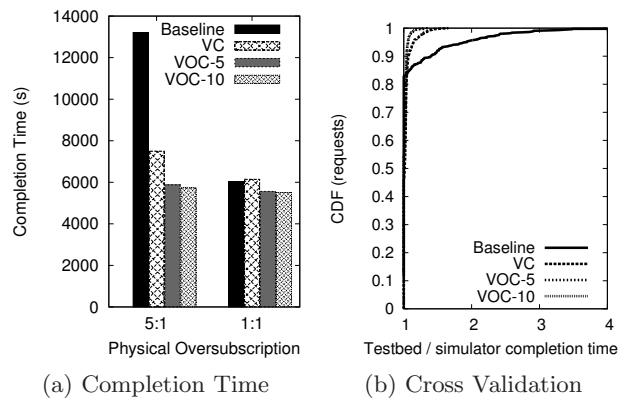 14000
12000
10000
8000
6000
4000
2000
0
Completion Time (s)
Baseline
VC
VOC-5
VOC-10
5:1
1:1
Physical Oversubscription
(a) Completion Time
1
0.9
0.8
0.7
0.6
0.5
0.4
0.3
0.2
0.1
0
CDF (requests)
Baseline
VC
VOC-5
VOC-10
1
2
3
4
Testbed / simulator completion time
(b) Cross Validation